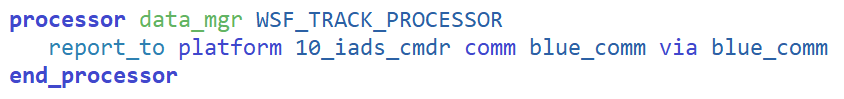 processor data_mgr WSF_TRACK_PROCESSOR
report_to platform 10_iads_cmdr comm blue_comm via blue_comm
end_processor